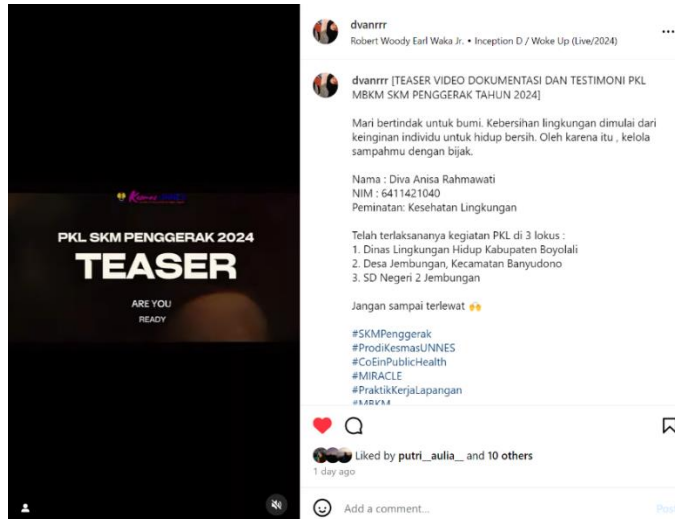 Kesmas
PKL SKM PENGGERAK 2024
TEASER
ARE YOU
READY
dvanrrr
Robert Woody Earl Waka Jr. • Inception D / Woke Up (Live/2024)
dvanrrr [TEASER VIDEO DOKUMENTASI DAN TESTIMONI PKL
MBKM SKM PENGGERAK TAHUN 2024]
Mari bertindak untuk bumi. Kebersihan lingkungan dimulai dari
keinginan individu untuk hidup bersih. Oleh karena itu , kelola
sampahmu dengan bijak.
Nama : Diva Anisa Rahmawati
NIM : 6411421040
Peminatan: Kesehatan Lingkungan
Telah terlaksananya kegiatan PKL di 3 lokus :
1. Dinas Lingkungan Hidup Kabupaten Boyolali
2. Desa Jembungan, Kecamatan Banyudono
3. SD Negeri 2 Jembungan
Jangan sampai terlewat 🙌
#SKMPenggerak
#ProdiKesmasUNNES
#CoEinPublicHealth
#MIRACLE
#PraktikKerjaLapangan
#MBKM
Liked by putri__aulia__ and 10 others
1 day ago
Add a comment...